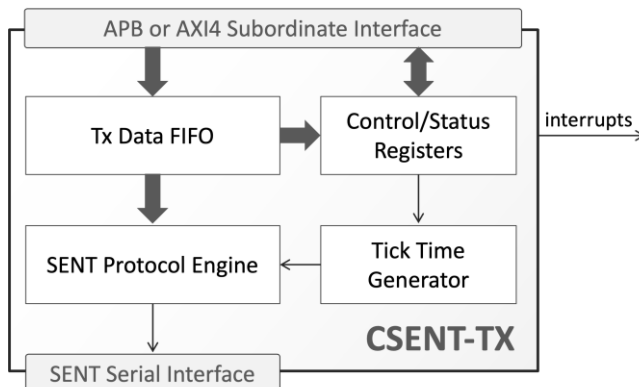 APB or AXI4 Subordinate Interface
Tx Data FIFO
Control/Status
Registers
interrupts
SENT Protocol Engine
Tick Time
Generator
CSENT-TX
SENT Serial Interface